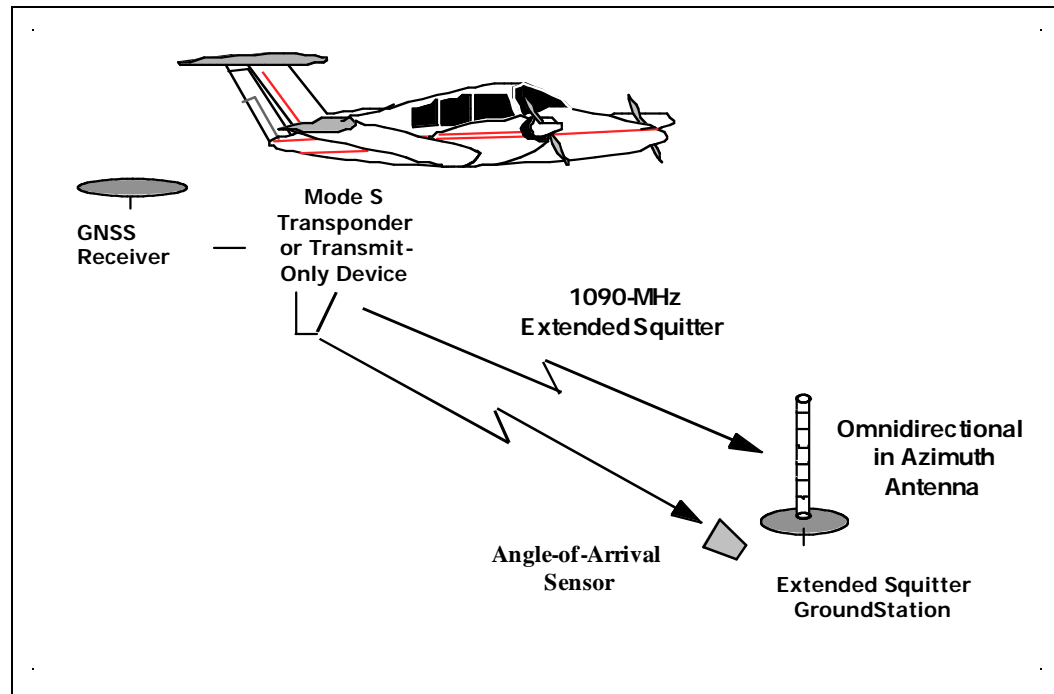 GNSS
Receiver
Mode S
Transponder
or Transmit-
Only Device
1090-MHz
Extended Squitter
Omnidirectional
in Azimuth
Antenna
Angle-of-Arrival
Sensor
Extended Squitter
GroundStation